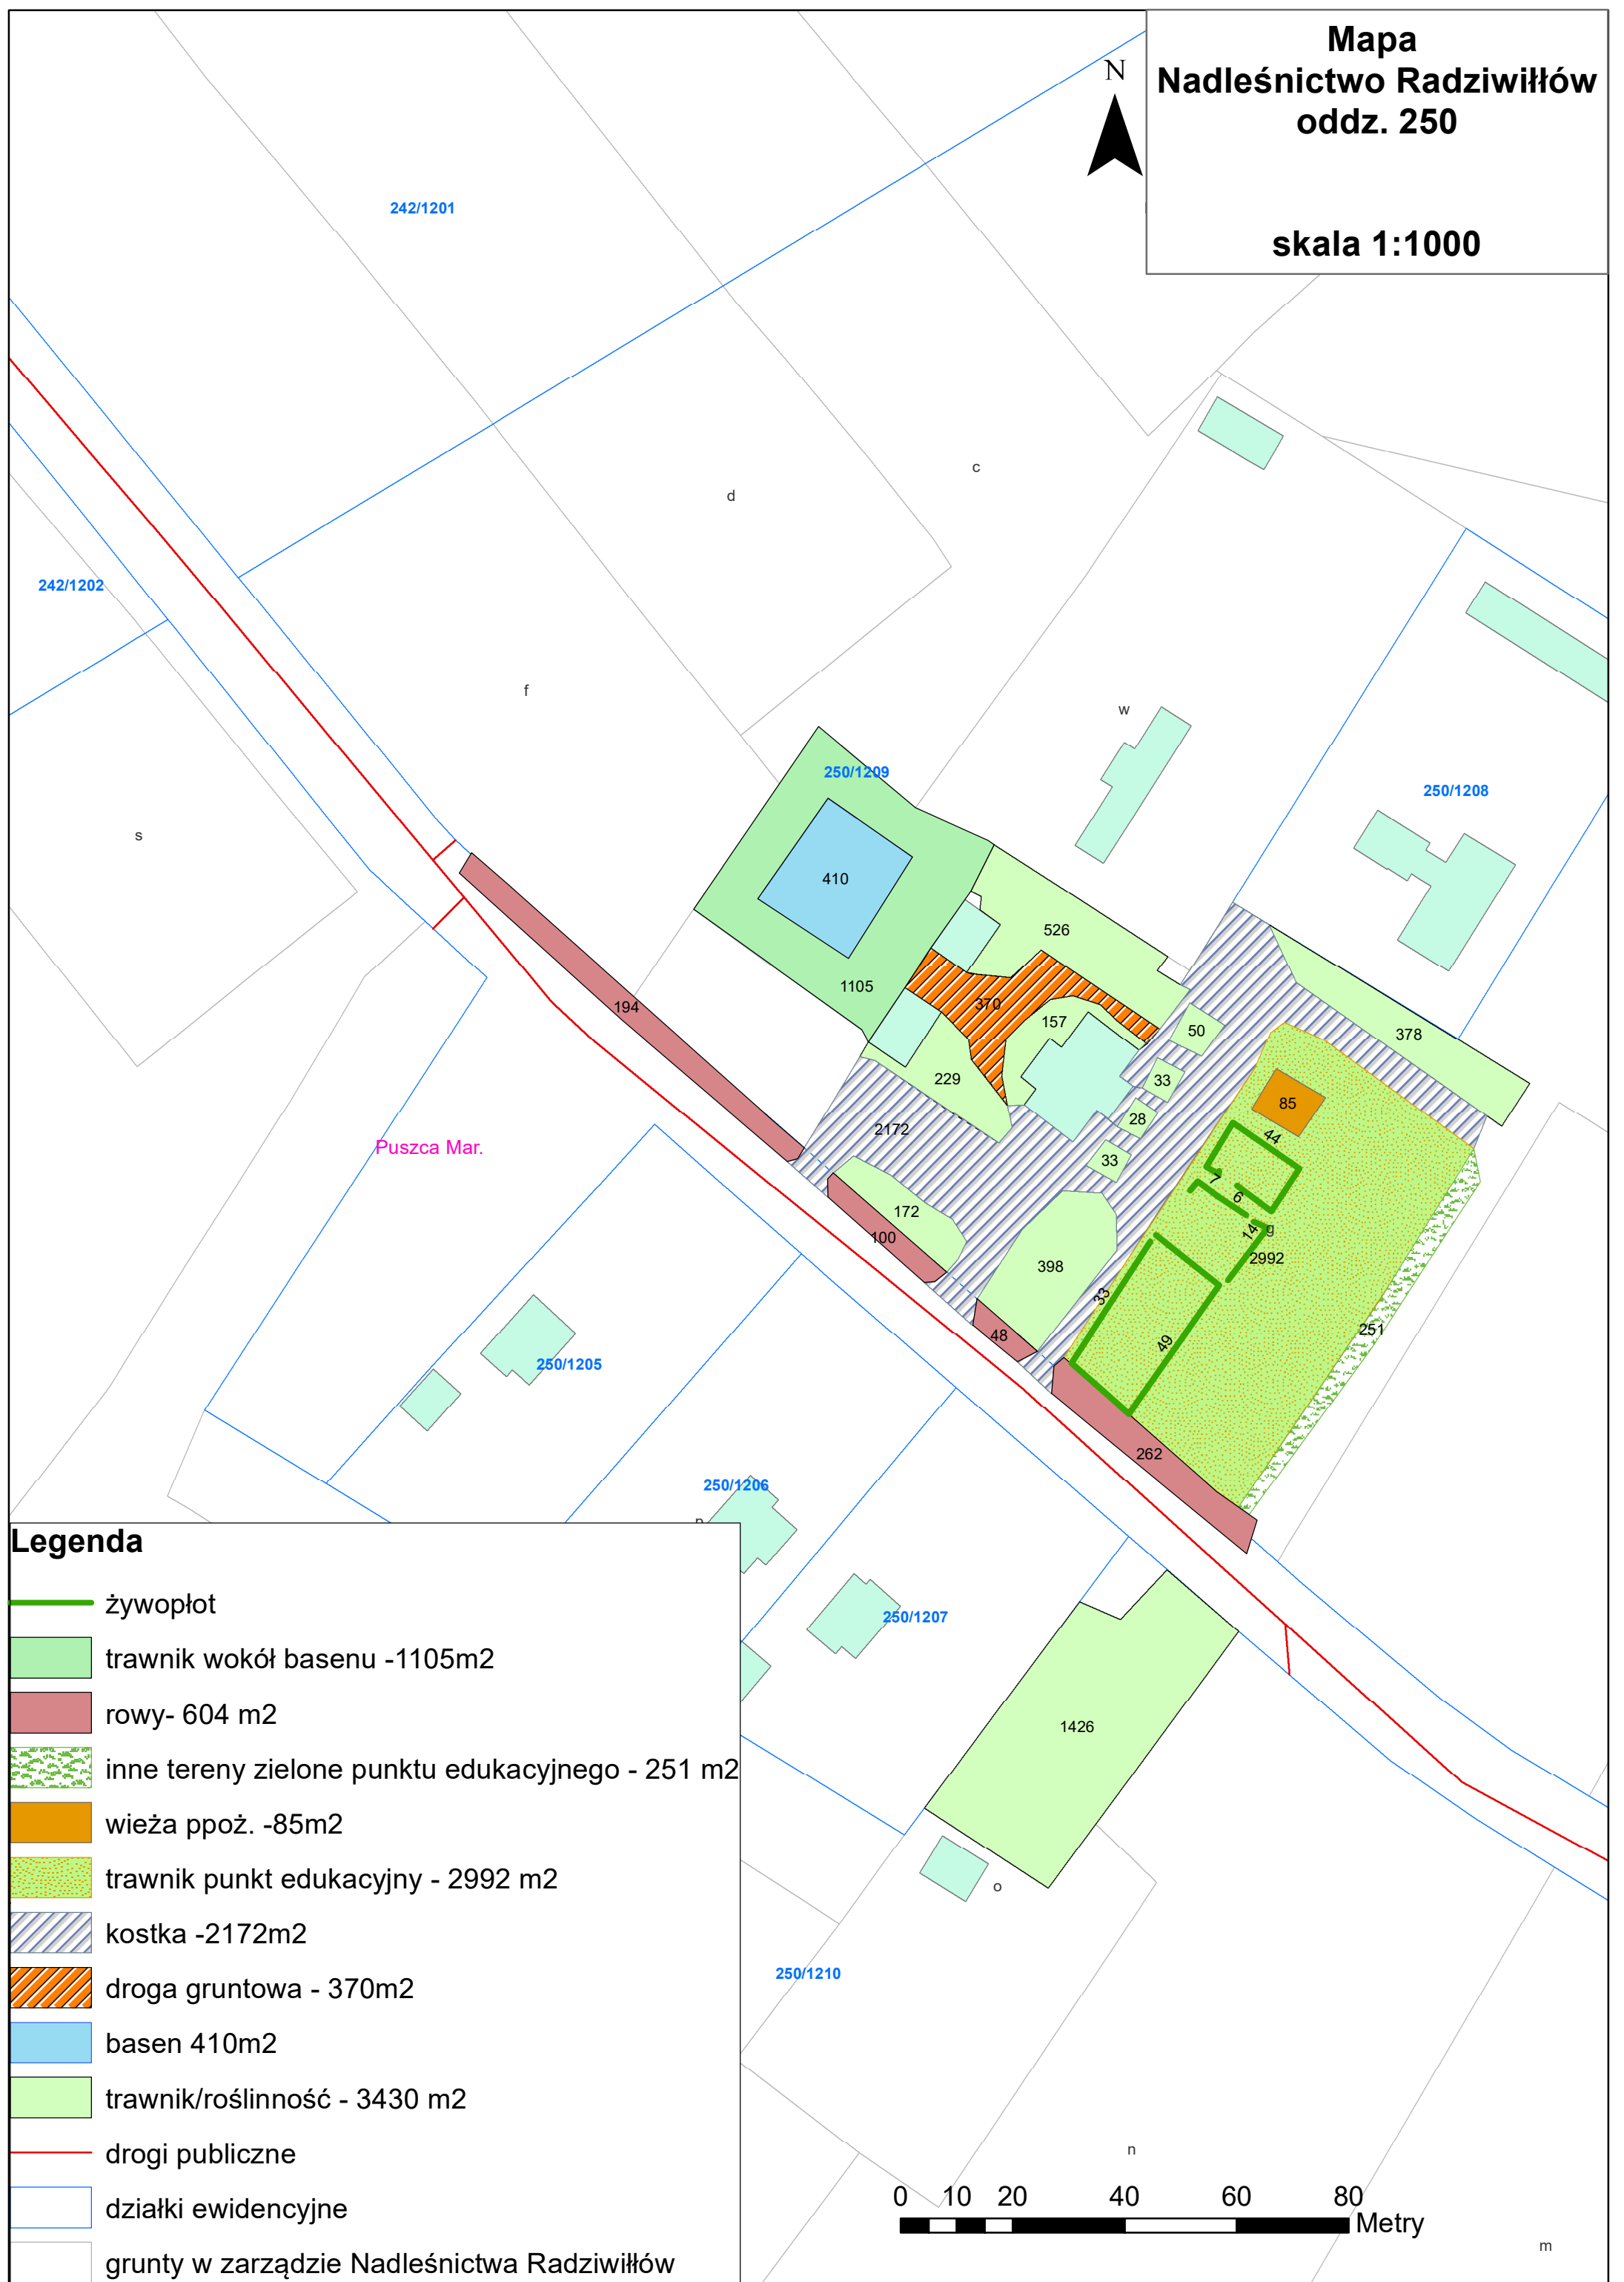 Mapa
Nadleśnictwo Radziwiłłów
oddz. 250
skala 1:1000
N
242/1201
c
d
242/1202
f
w
250/1209
250/1208
s
410
526
1105
194
370
157
50
378
229
33
85
2172
28
44
Puszca Mar.
33
7
6
172
14
g
100
2992
398
33
251
48
49
250/1205
262
250/1206
250/1207
1426
o
250/1210
n
m
Legenda
żywopłot
trawnik wokół basenu -1105m2
rowy- 604 m2
inne tereny zielone punktu edukacyjnego - 251 m2
wieża ppoż. -85m2
trawnik punkt edukacyjny - 2992 m2
kostka -2172m2
droga gruntowa - 370m2
basen 410m2
trawnik/roślinność - 3430 m2
drogi publiczne
działki ewidencyjne
grunty w zarządzie Nadleśnictwa Radziwiłłów
0 10 20 40 60 80
Metry